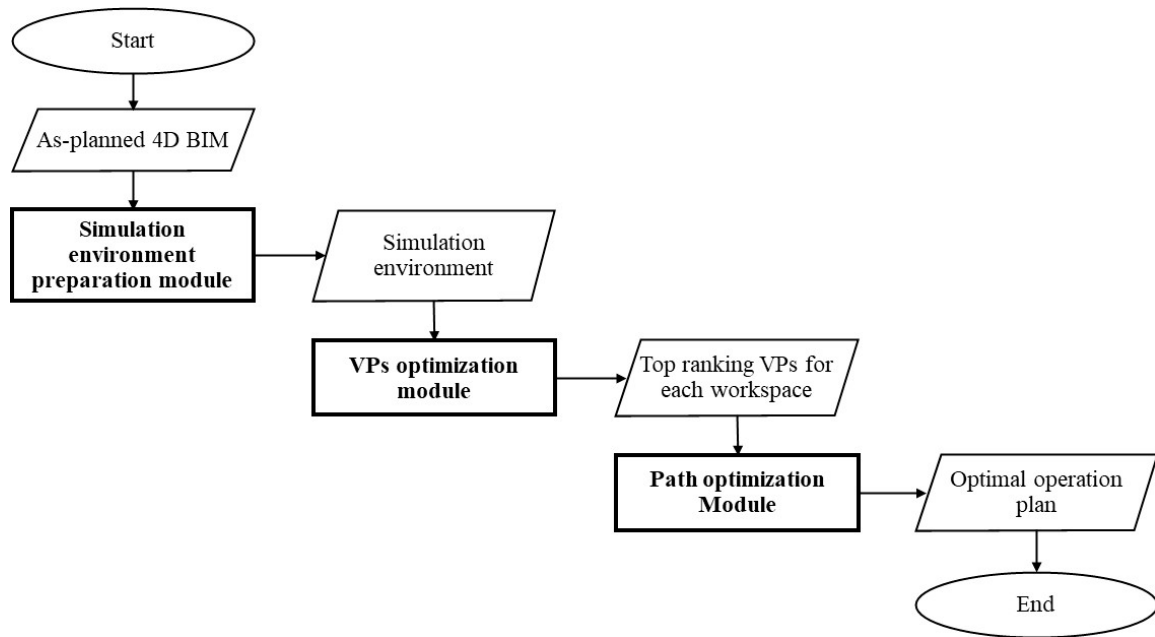 Start
As-planned 4D BIM
Simulation
environment
preparation module
Simulation
environment
VPs optimization
module
Top ranking VPs for
each workspace
Path optimization
Module
Optimal operation
plan
End